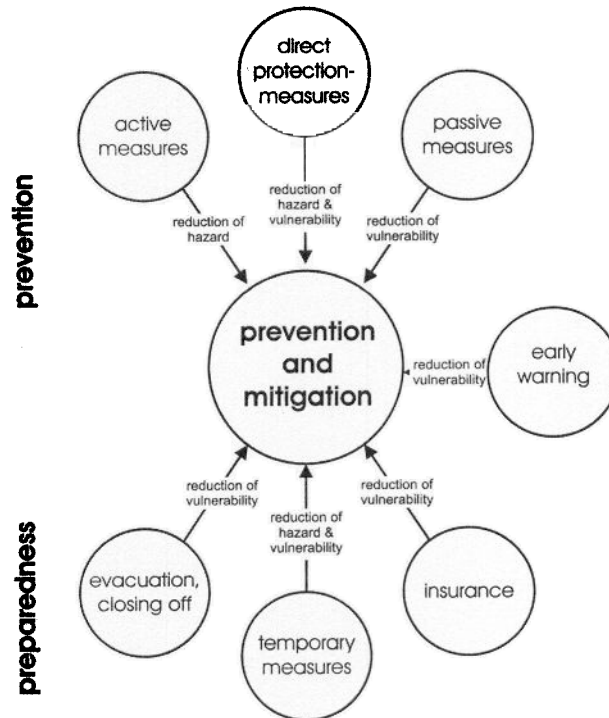 direct
protection-
measures
active
measures
passive
measures
prevention
reduction of
hazard
reduction of
hazard &
vulnerability
reduction of
vulnerability
prevention
and
mitigation
reduction of
vulnerability
early
warning
preparedness
reduction of
vulnerability
reduction of
hazard &
vulnerability
reduction of
vulnerability
evacuation,
closing off
temporary
measures
insurance